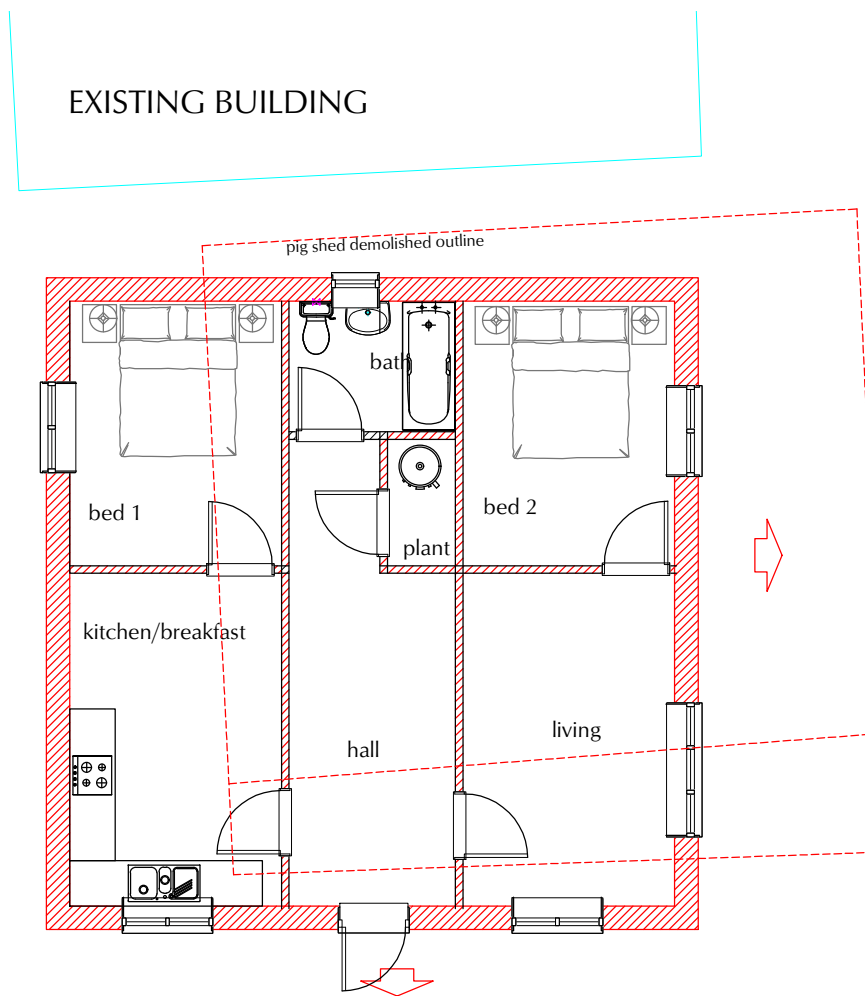 EXISTING BUILDING
pig shed demolished outline
bath
bed 1
bed 2
plant
kitchen/breakfast
living
hall